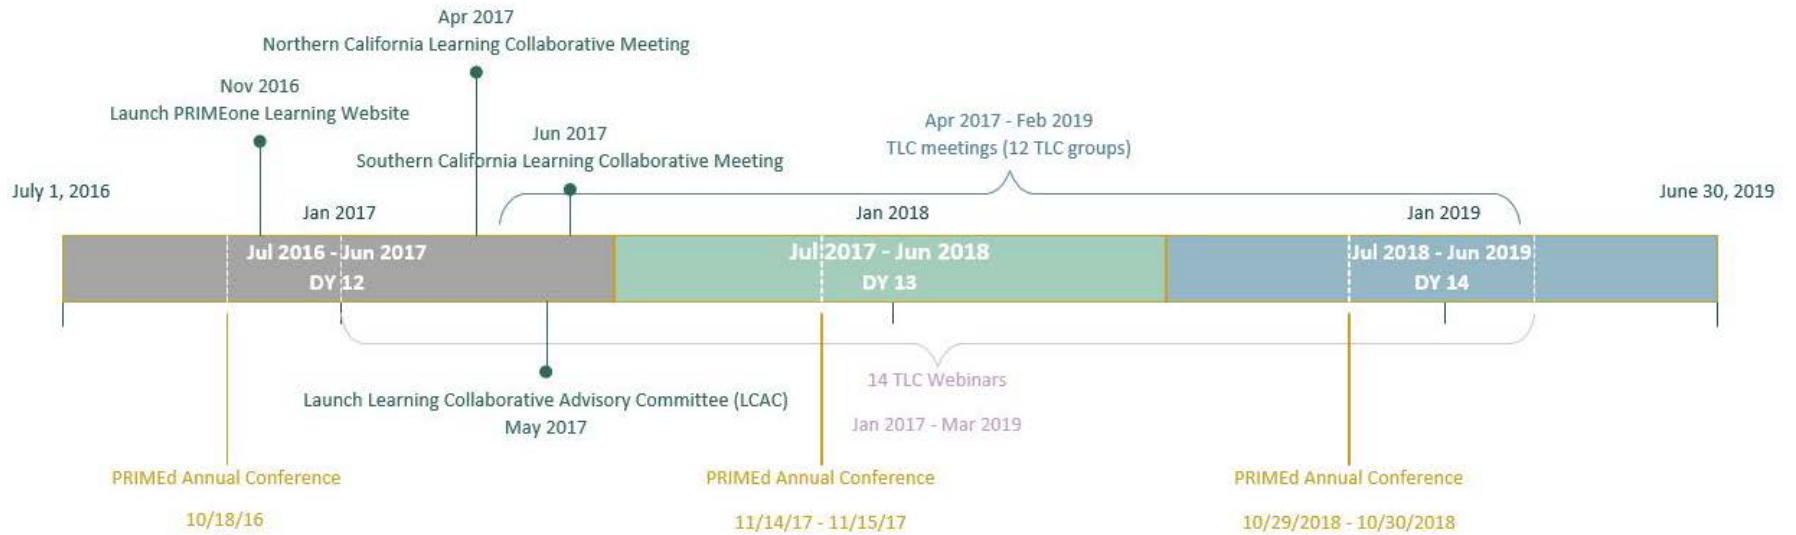 Apr 2017
Northern California Learning Collaborative Meeting
Nov 2016
Launch PRIMEone Learning Website
Jun 2017
Southern California Learning Collaborative Meeting
Apr 2017 - Feb 2019
TLC meetings (12 TLC groups)
July 1, 2016
June 30, 2019
Jan 2017
Jan 2018
Jan 2019
Jul 2016 - Jun 2017
DY 12
Jul 2017 - Jun 2018
DY 13
Jul 2018 - Jun 2019
DY 14
Launch Learning Collaborative Advisory Committee (LCAC)
May 2017
14 TLC Webinars
Jan 2017 - Mar 2019
PRIMEd Annual Conference
10/18/16
PRIMEd Annual Conference
11/14/17 - 11/15/17
PRIMEd Annual Conference
10/29/2018 - 10/30/2018